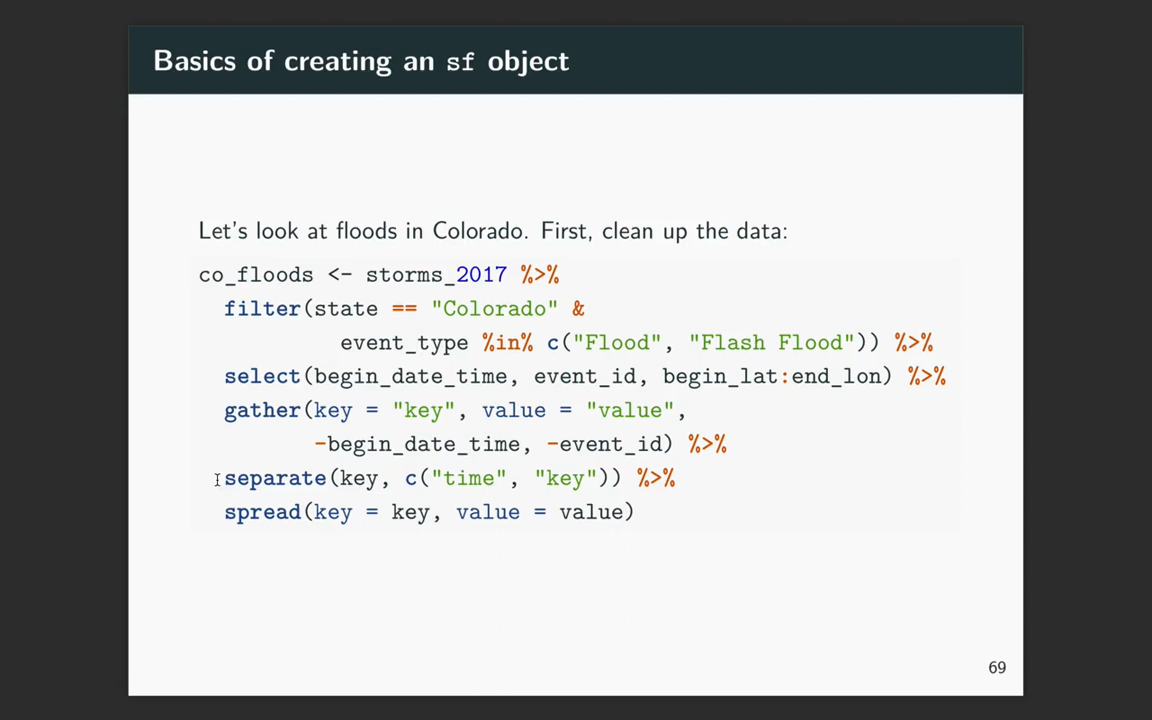 Basics of creating an sf object
Let's look at floods in Colorado. First, clean up the data:
co_floods <- storms_2017 %>%
filter(state == "Colorado" &
event_type %in% c("Flood", "Flash Flood")) %>%
select(begin_date_time, event_id, begin_lat:end_lon) %>%
gather(key = "key", value = "value",
-begin_date_time, -event_id) %>%
separate(key, c("time", "key")) %>%
spread(key = key, value = value)
69